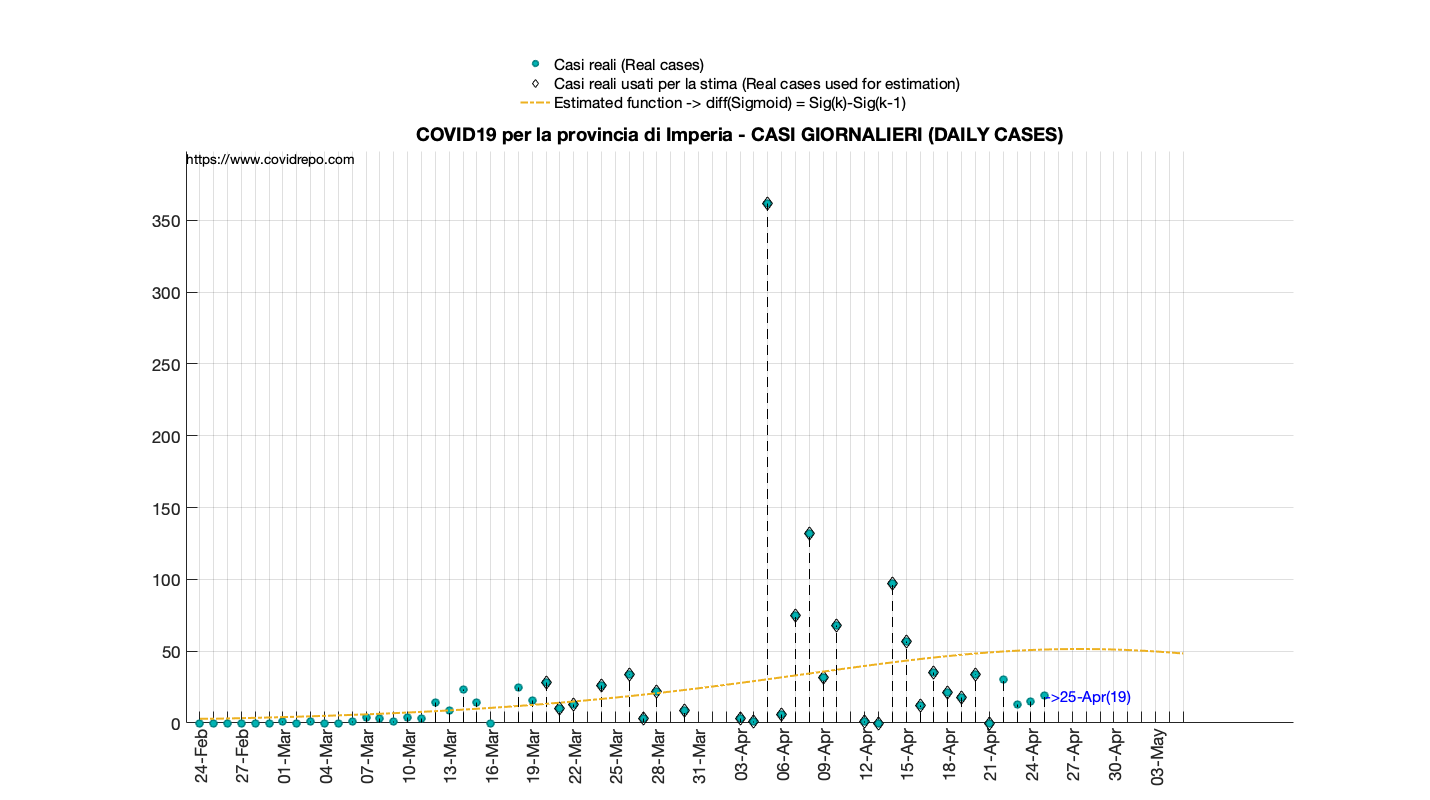 Casi reali (Real cases)
Casi reali usati per la stima (Real cases used for estimation)
Estimated function -> diff(Sigmoid) = Sig(k)-Sig(k-1)
COVID19 per la provincia di Imperia - CASI GIORNALIERI (DAILY CASES)
https://www.covidrepo.com
350
300
250
200
150
100
50
0
->25-Apr(19)
24-Feb
27-Feb
01-Mar
04-Mar
07-Mar
10-Mar
13-Mar
16-Mar
19-Mar
22-Mar
25-Mar
28-Mar
31-Mar
03-Apr
06-Apr
09-Apr
12-Apr
15-Apr
18-Apr
21-Apr
24-Apr
27-Apr
30-Apr
03-May